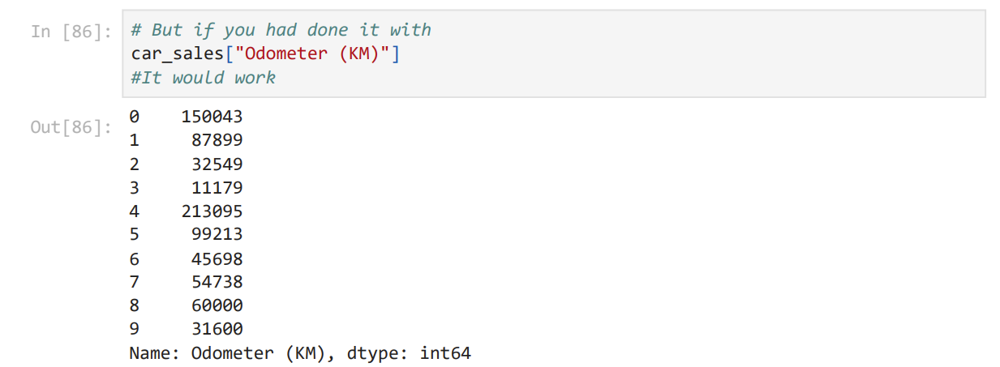 In [86]: # But if you had done it with
car_sales["Odometer (KM)"]
#It would work
Out[86]: 0    150043
1     87899
2     32549
3     11179
4    213095
5     99213
6     45698
7     54738
8     60000
9     31600
Name: Odometer (KM), dtype: int64